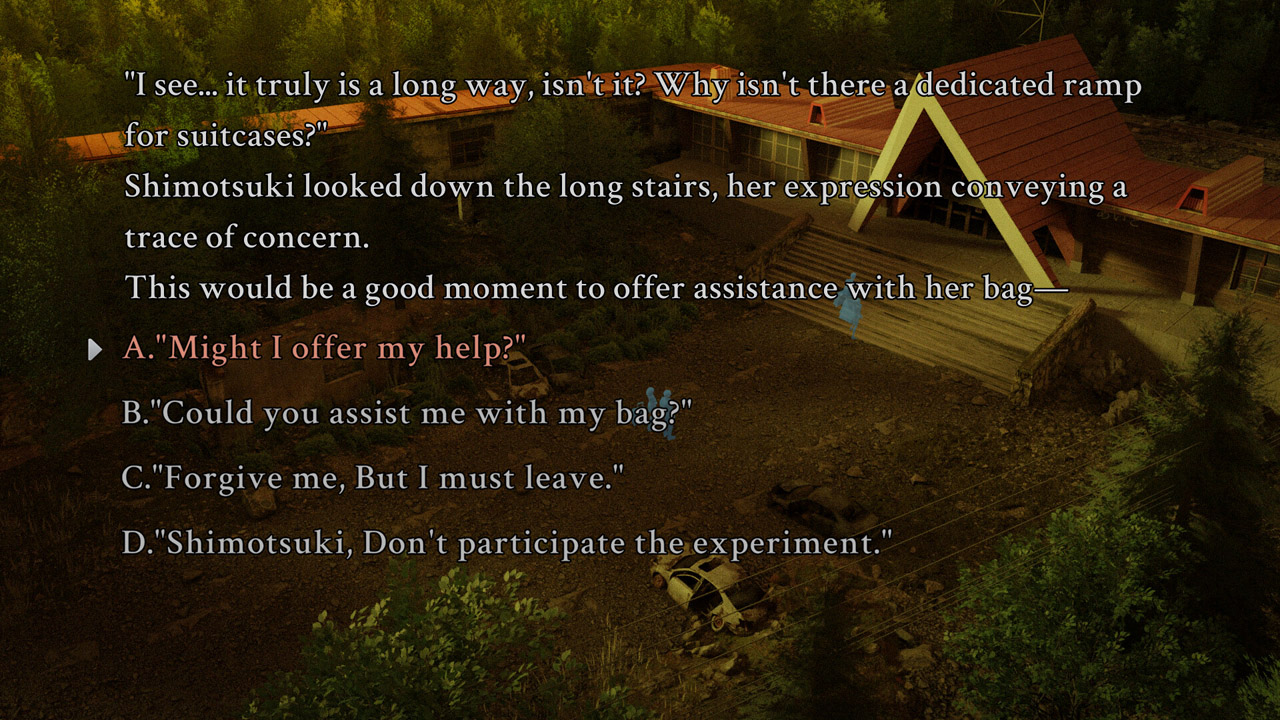 "I see... it truly is a long way, isn't it? Why isn't there a dedicated ramp
for suitcases?"
Shimotsuki looked down the long stairs, her expression conveying a
trace of concern.
This would be a good moment to offer assistance with her bag—
A."Might I offer my help?"
B."Could you assist me with my bag?"
C."Forgive me, But I must leave."
D."Shimotsuki, Don't participate the experiment."